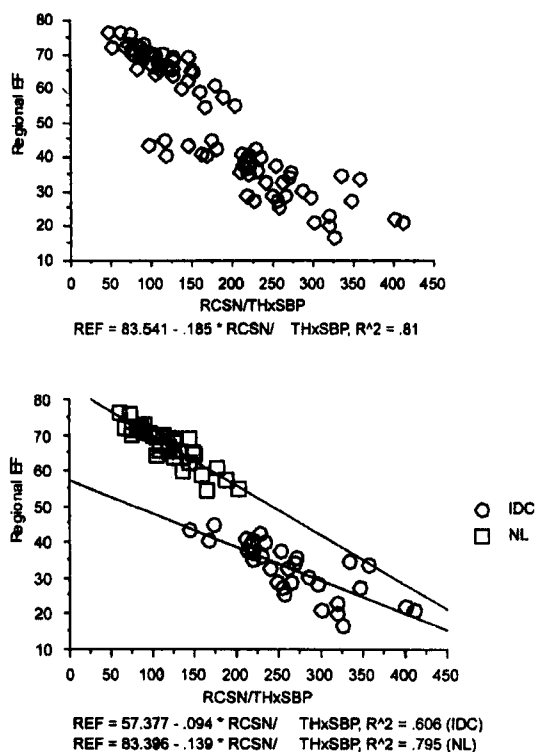 80
70
60
50
40
30
20
10
Regional EF
0 50 100 150 200 250 300 350 400 450
RCSN/THxSBP
REF = 83.541 - .185 * RCSN/ THxSBP, R^2 = .81
80
70
60
50
40
30
20
10
Regional EF
IDC
NL
0 50 100 150 200 250 300 350 400 450
RCSN/THxSBP
REF = 57.377 - .094 * RCSN/ THxSBP, R^2 = .606 (IDC)
REF = 83.396 - .139 * RCSN/ THxSBP, R^2 = .795 (NL)